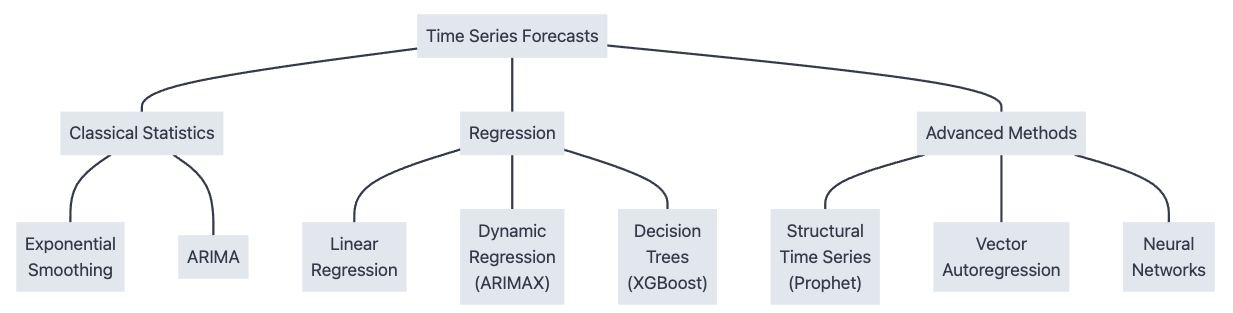 Time Series Forecasts
Classical Statistics
Regression
Advanced Methods
Exponential
Smoothing
ARIMA
Linear
Regression
Dynamic
Regression
(ARIMAX)
Decision
Trees
(XGBoost)
Structural
Time Series
(Prophet)
Vector
Autoregression
Neural
Networks